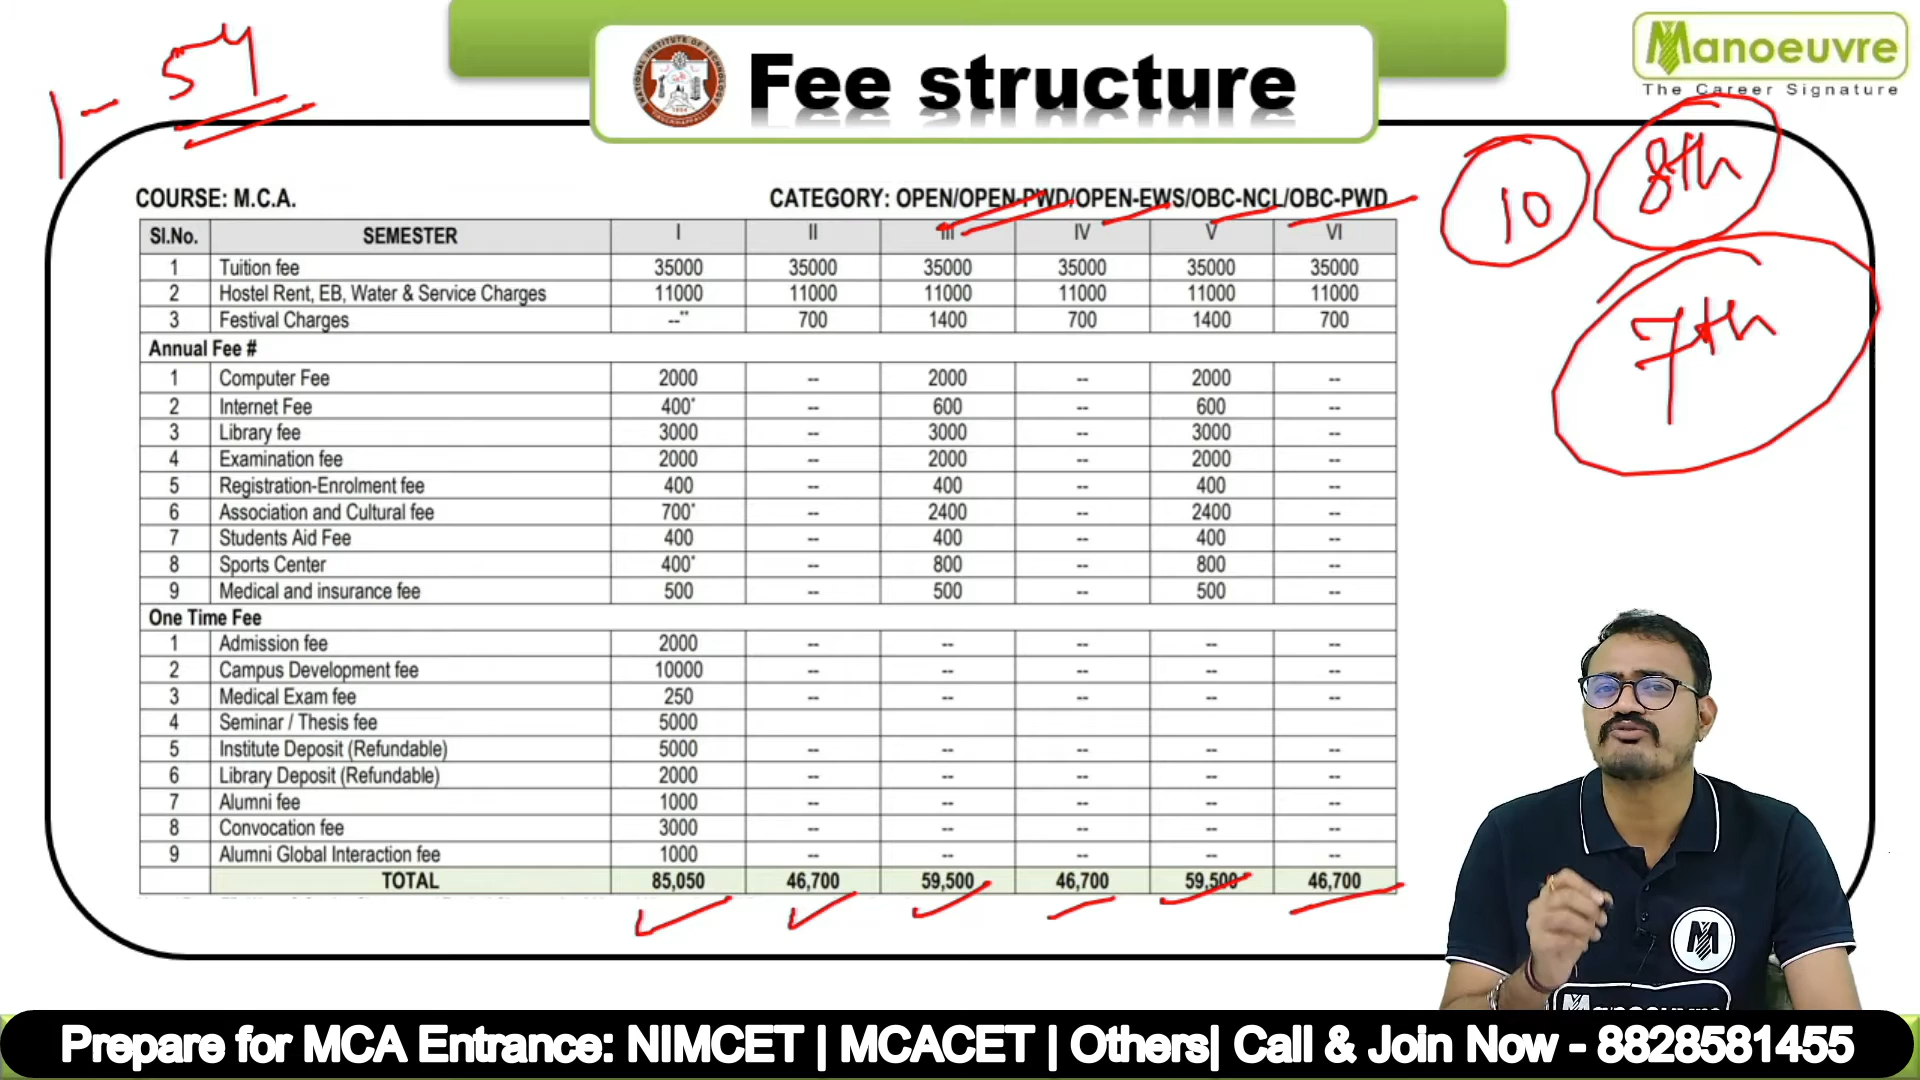 1 - 54
Fee structure
Manoeuvre
The Career Signature
10
8th
7th
COURSE: M.C.A.
CATEGORY: OPEN/OPEN-PWD/OPEN-EWS/OBC-NCL/OBC-PWD
Sl.No. SEMESTER I II III IV V VI
1 Tuition fee 35000 35000 35000 35000 35000 35000
2 Hostel Rent, EB, Water & Service Charges 11000 11000 11000 11000 11000 11000
3 Festival Charges --** 700 1400 700 1400 700
Annual Fee #
1 Computer Fee 2000 -- 2000 -- 2000 --
2 Internet Fee 400* -- 600 -- 600 --
3 Library fee 3000 -- 3000 -- 3000 --
4 Examination fee 2000 -- 2000 -- 2000 --
5 Registration-Enrolment fee 400 -- 400 -- 400 --
6 Association and Cultural fee 700* -- 2400 -- 2400 --
7 Students Aid Fee 400 -- 400 -- 400 --
8 Sports Center 400* -- 800 -- 800 --
9 Medical and insurance fee 500 -- 500 -- 500 --
One Time Fee
1 Admission fee 2000 -- -- -- -- --
2 Campus Development fee 10000 -- -- -- -- --
3 Medical Exam fee 250 -- -- -- -- --
4 Seminar / Thesis fee 5000
5 Institute Deposit (Refundable) 5000 -- -- -- -- --
6 Library Deposit (Refundable) 2000 -- -- -- -- --
7 Alumni fee 1000 -- -- -- -- --
8 Convocation fee 3000 -- -- -- -- --
9 Alumni Global Interaction fee 1000 -- -- -- -- --
TOTAL 85,050 46,700 59,500 46,700 59,500 46,700
M
Manoeuvre
Prepare for MCA Entrance: NIMCET | MCACET | Others| Call & Join Now - 8828581455